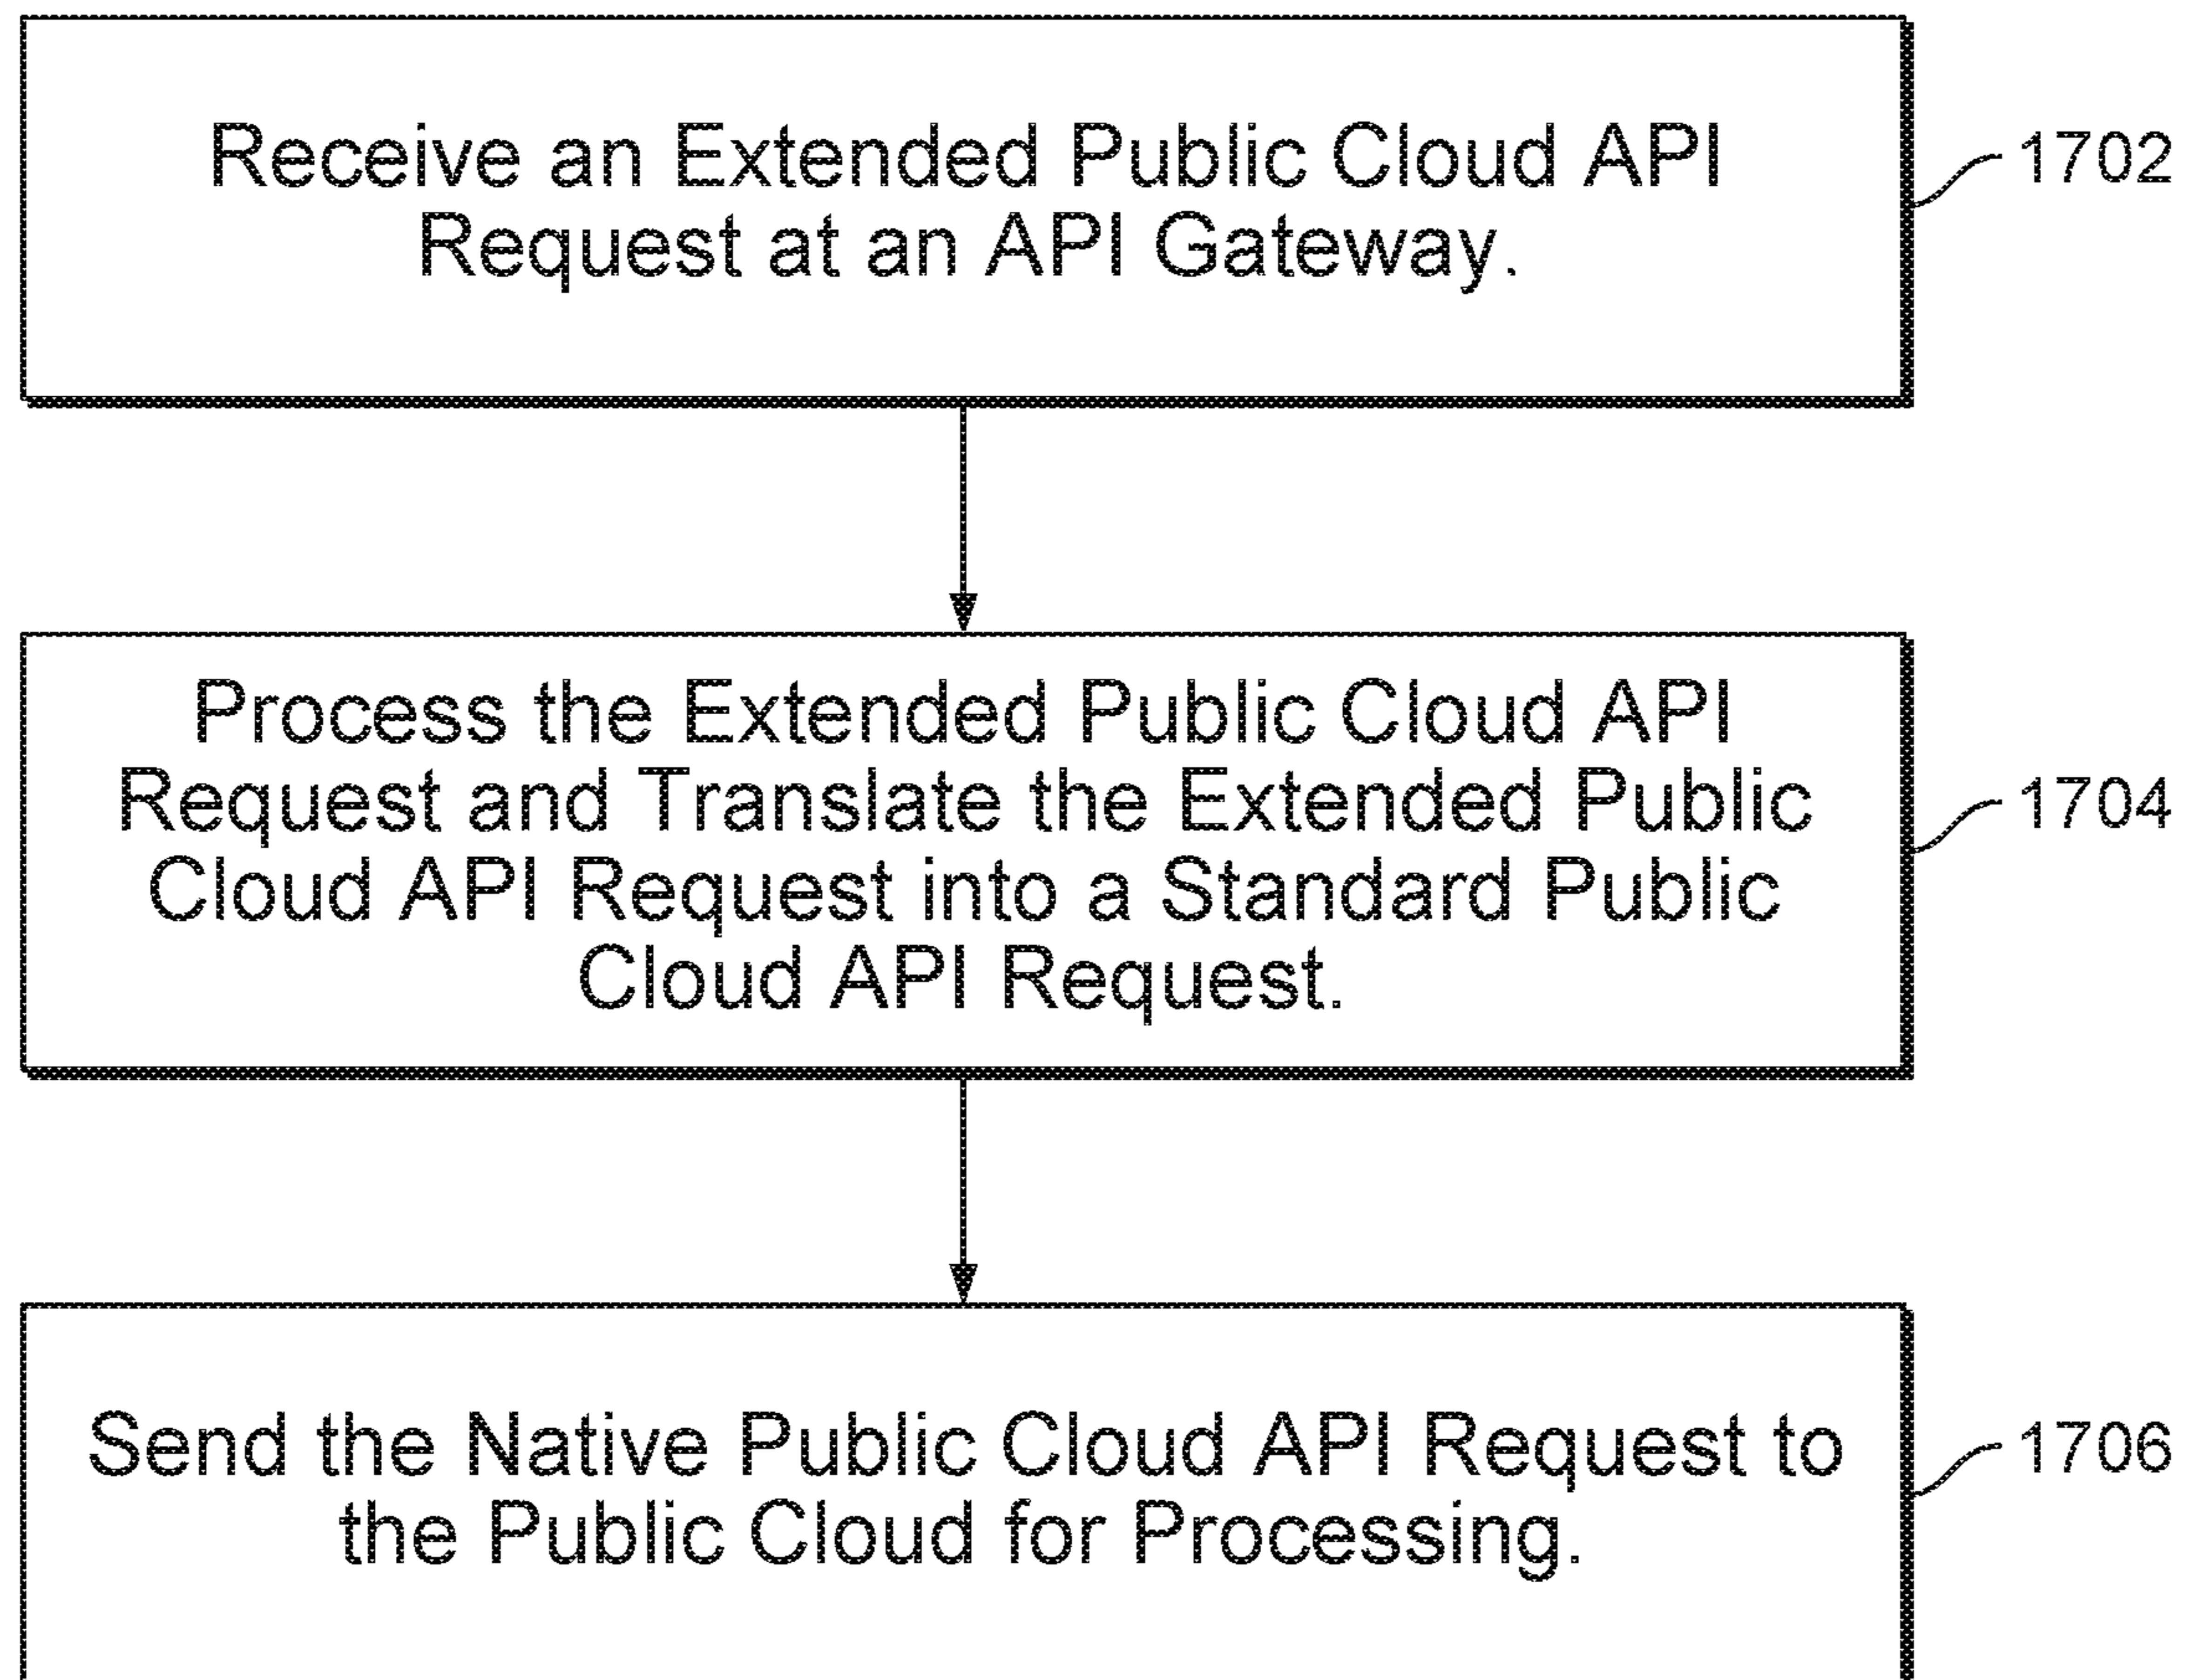 Receive an Extended Public Cloud API
Request at an API Gateway.
1702
Process the Extended Public Cloud API
Request and Translate the Extended Public
Cloud API Request into a Standard Public
Cloud API Request.
1704
Send the Native Public Cloud API Request to
the Public Cloud for Processing.
1706